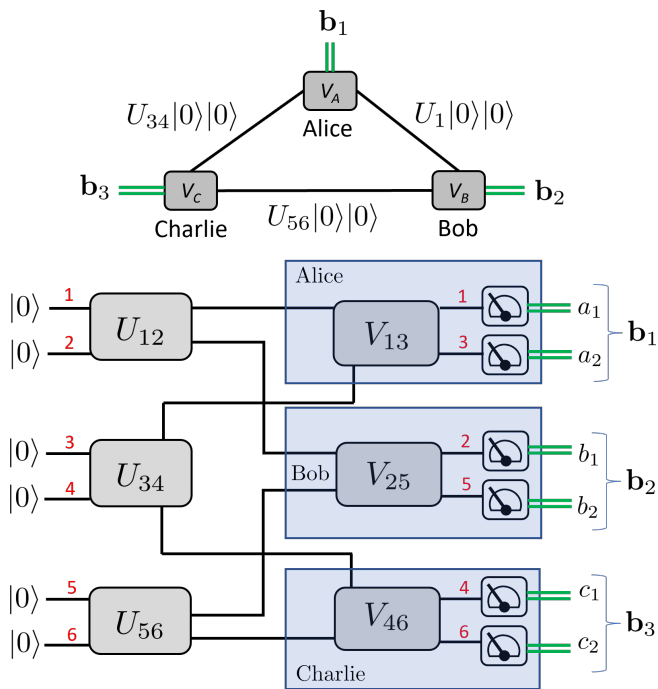 b₁
V_A
Alice
U₃₄|0⟩|0⟩
U₁|0⟩|0⟩
b₃
V_C
V_B
b₂
Charlie
U₅₆|0⟩|0⟩
Bob
Alice
|0⟩ 1
U₁₂
V₁₃
1
a₁
|0⟩ 2
3
a₂
b₁
|0⟩ 3
U₃₄
Bob
V₂₅
2
b₁
|0⟩ 4
5
b₂
b₂
|0⟩ 5
U₅₆
V₄₆
4
c₁
|0⟩ 6
6
c₂
b₃
Charlie